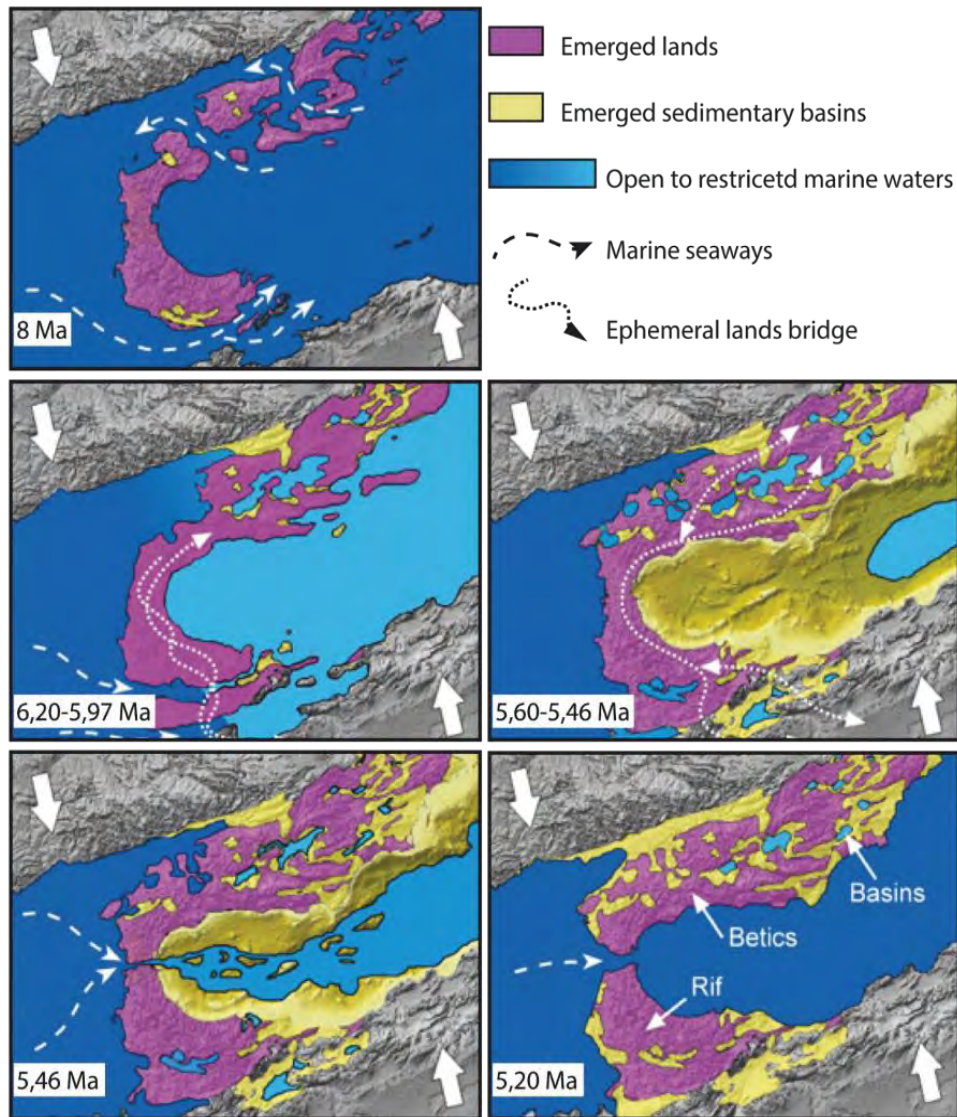 Emerged lands
Emerged sedimentary basins
Open to restricetd marine waters
Marine seaways
Ephemeral lands bridge
8 Ma
6,20-5,97 Ma
5,60-5,46 Ma
5,46 Ma
Basins
Betics
Rif
5,20 Ma